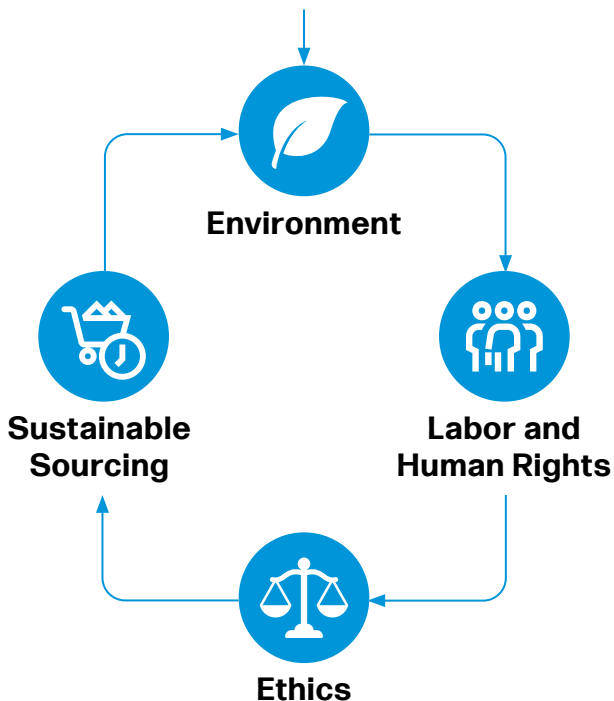 Environment
Labor and
Human Rights
Ethics
Sustainable
Sourcing